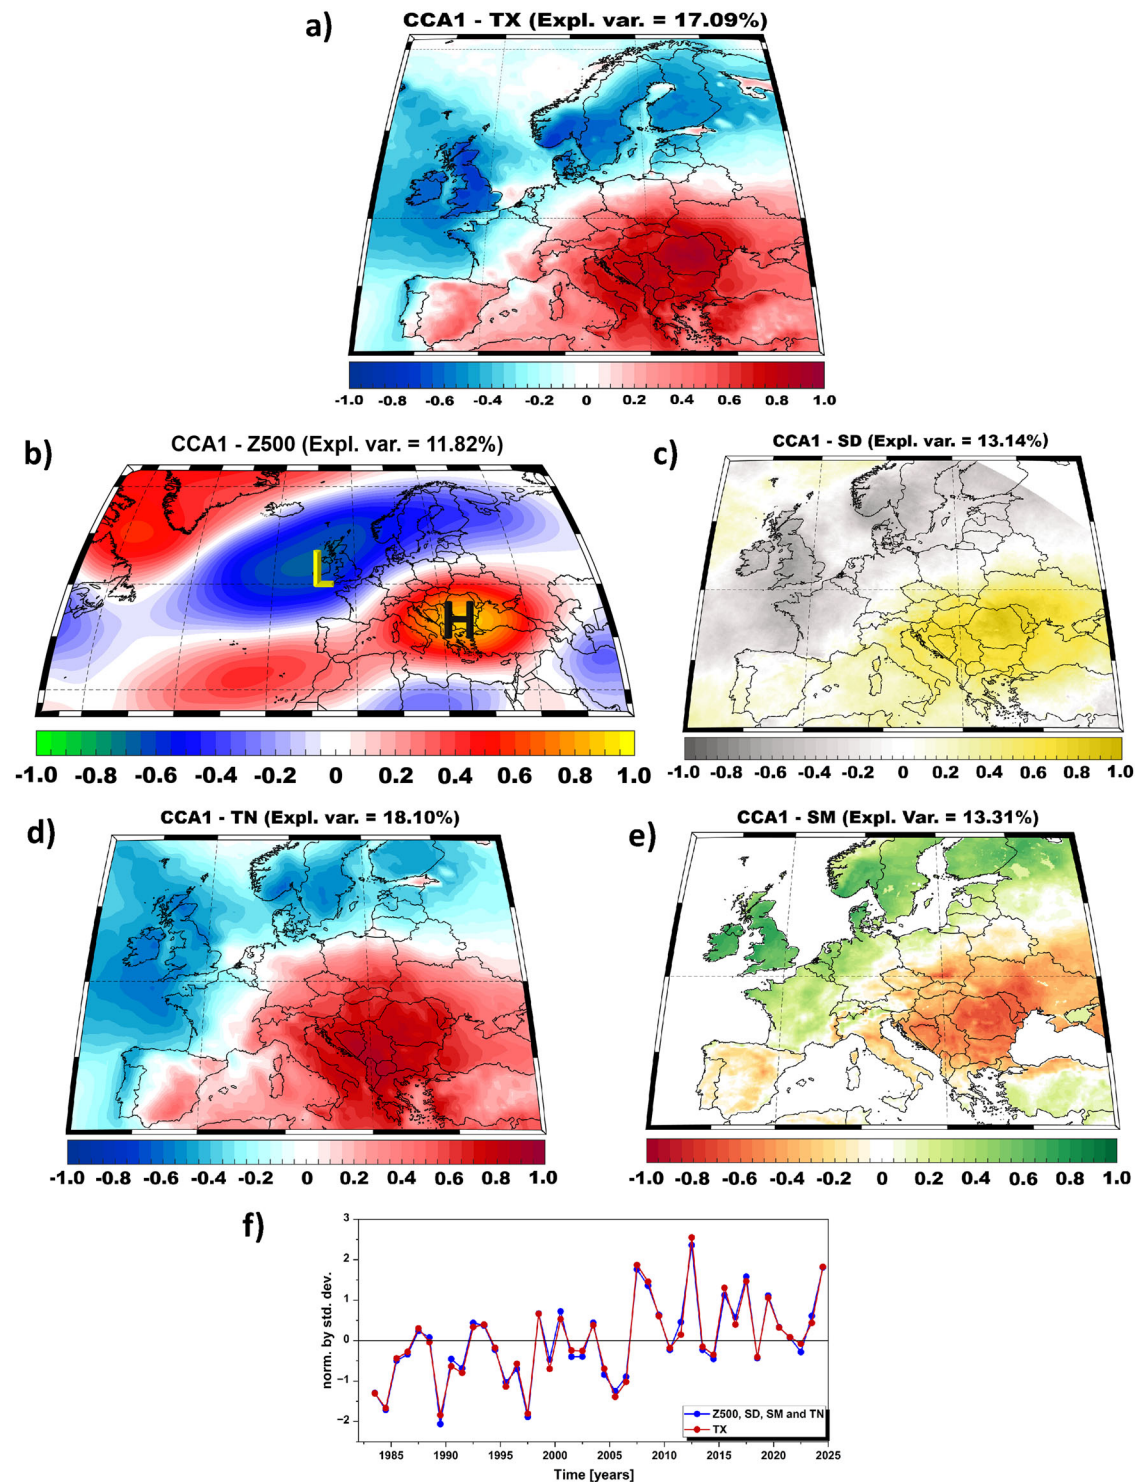 a)
CCA1 - TX (Expl. var. = 17.09%)
-1.0 -0.8 -0.6 -0.4 -0.2 0 0.2 0.4 0.6 0.8 1.0
b)
CCA1 - Z500 (Expl. var. = 11.82%)
L
H
-1.0 -0.8 -0.6 -0.4 -0.2 0 0.2 0.4 0.6 0.8 1.0
c)
CCA1 - SD (Expl. var. = 13.14%)
-1.0 -0.8 -0.6 -0.4 -0.2 0 0.2 0.4 0.6 0.8 1.0
d)
CCA1 - TN (Expl. var. = 18.10%)
-1.0 -0.8 -0.6 -0.4 -0.2 0 0.2 0.4 0.6 0.8 1.0
e)
CCA1 - SM (Expl. Var. = 13.31%)
-1.0 -0.8 -0.6 -0.4 -0.2 0 0.2 0.4 0.6 0.8 1.0
f)
norm. by std. dev.
3
2
1
0
−1
−2
Z500, SD, SM and TN
TX
1985 1990 1995 2000 2005 2010 2015 2020 2025
Time [years]